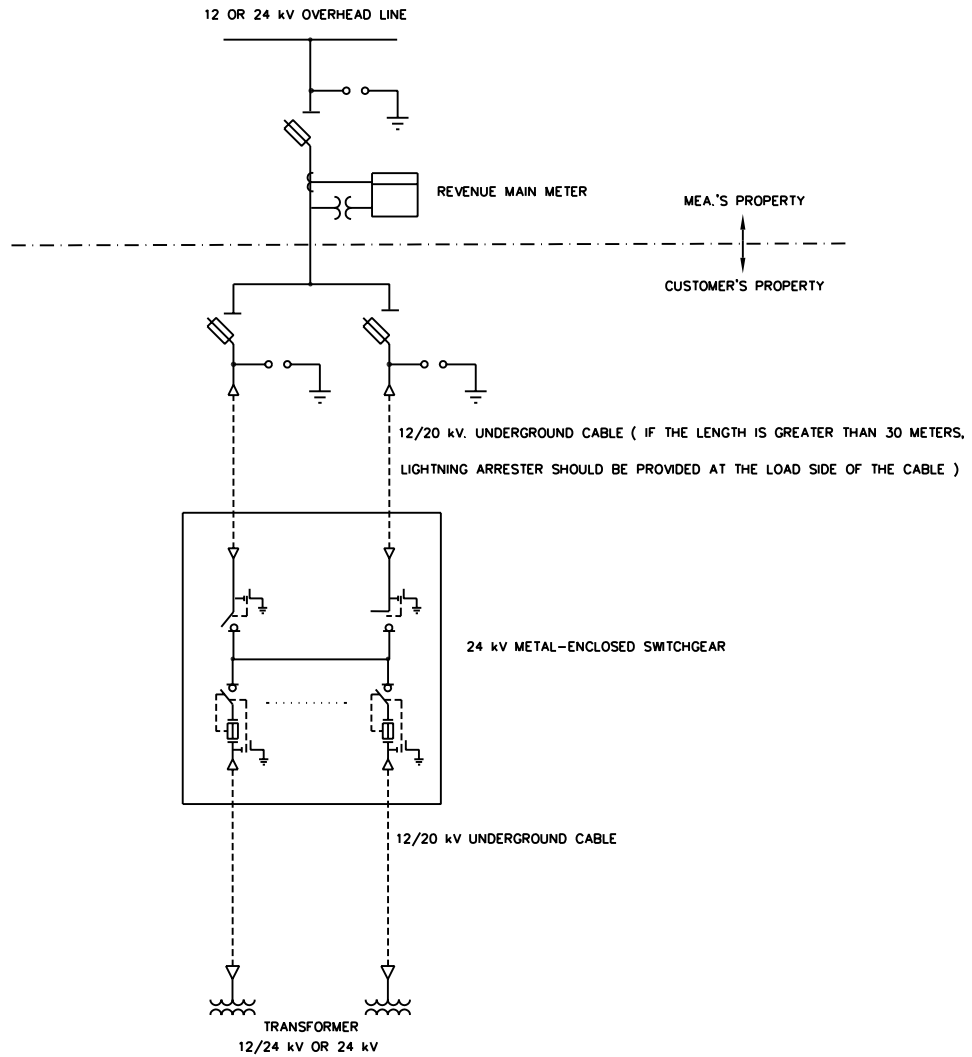 12 OR 24 kV OVERHEAD LINE
REVENUE MAIN METER
MEA.'S PROPERTY
CUSTOMER'S PROPERTY
12/20 kV. UNDERGROUND CABLE ( IF THE LENGTH IS GREATER THAN 30 METERS,
LIGHTNING ARRESTER SHOULD BE PROVIDED AT THE LOAD SIDE OF THE CABLE )
24 kV METAL-ENCLOSED SWITCHGEAR
12/20 kV UNDERGROUND CABLE
TRANSFORMER
12/24 kV OR 24 kV